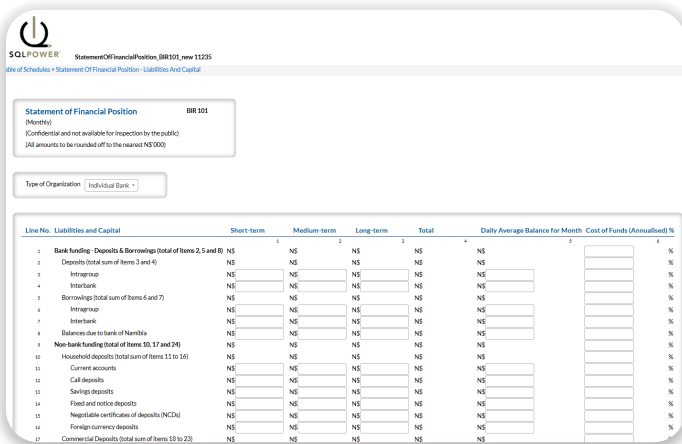 SQLPOWER
StatementOfFinancialPosition_BIR101_new 11235
ble of Schedules > Statement Of Financial Position - Liabilities And Capital
Statement of Financial Position BIR 101
(Monthly)
(Confidential and not available for inspection by the public)
(All amounts to be rounded off to the nearest N$'000)
Type of Organization Individual Bank
Line No. Liabilities and Capital Short-term Medium-term Long-term Total Daily Average Balance for Month Cost of Funds (Annualised) %
1 2 3 4 5 6
1 Bank funding - Deposits & Borrowings (total of items 2, 5 and 8) N$ N$ N$ N$ N$ %
2 Deposits (total sum of items 3 and 4) N$ N$ N$ N$ N$ %
3 Intragroup N$ N$ N$ N$ N$ %
4 Interbank N$ N$ N$ N$ N$ %
5 Borrowings (total sum of items 6 and 7) N$ N$ N$ N$ N$ %
6 Intragroup N$ N$ N$ N$ N$ %
7 Interbank N$ N$ N$ N$ N$ %
8 Balances due to bank of Namibia N$ N$ N$ N$ N$ %
9 Non-bank funding (total of items 10, 17 and 24) N$ N$ N$ N$ N$ %
10 Household deposits (total sum of items 11 to 16) N$ N$ N$ N$ N$ %
11 Current accounts N$ N$ N$ N$ N$ %
12 Call deposits N$ N$ N$ N$ N$ %
13 Savings deposits N$ N$ N$ N$ N$ %
14 Fixed and notice deposits N$ N$ N$ N$ N$ %
15 Negotiable certificates of deposits (NCDs) N$ N$ N$ N$ N$ %
16 Foreign currency deposits N$ N$ N$ N$ N$ %
17 Commercial Deposits (total sum of items 18 to 23) N$ N$ N$ N$ N$ %